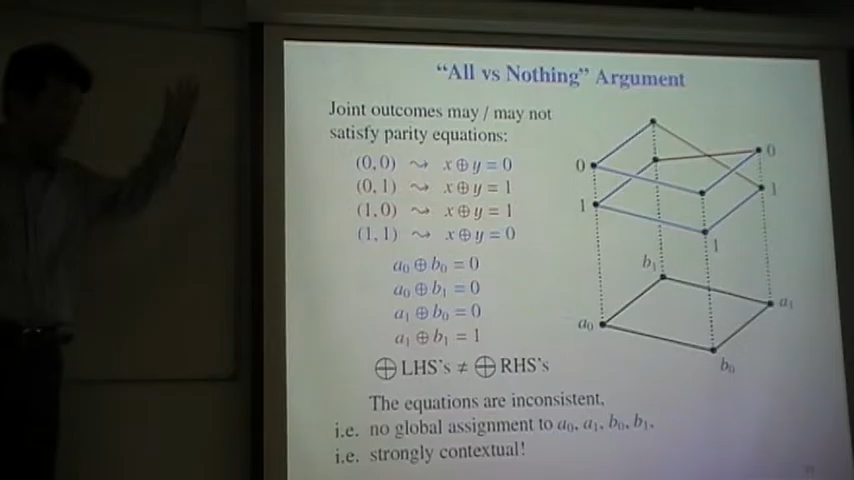 "All vs Nothing" Argument
Joint outcomes may / may not
satisfy parity equations:
(0,0) ⇝ x ⊕ y = 0
(0,1) ⇝ x ⊕ y = 1
(1,0) ⇝ x ⊕ y = 1
(1,1) ⇝ x ⊕ y = 0
a₀ ⊕ b₀ = 0
a₀ ⊕ b₁ = 0
a₁ ⊕ b₀ = 0
a₁ ⊕ b₁ = 1
⊕ LHS's ≠ ⊕ RHS's
The equations are inconsistent,
i.e. no global assignment to a₀, a₁, b₀, b₁,
i.e. strongly contextual!
0
0
1
1
1
b₁
a₁
a₀
b₀